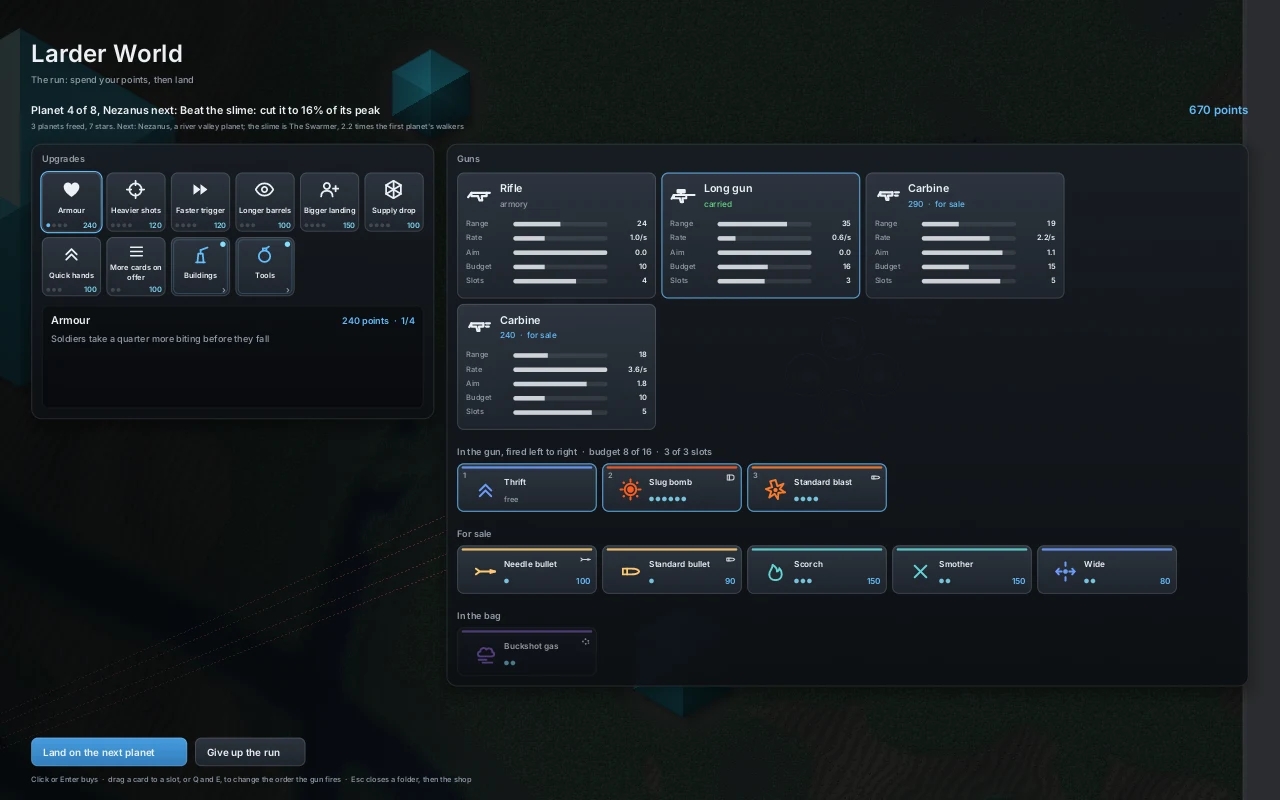 Larder World
The run: spend your points, then land
Planet 4 of 8, Nezanus next: Beat the slime: cut it to 16% of its peak
670 points
3 planets freed, 7 stars. Next: Nezanus, a river valley planet; the slime is The Swarmer, 2.2 times the first planet's walkers
Upgrades
Armour
240
Heavier shots
120
Faster trigger
120
Longer barrels
100
Bigger landing
150
Supply drop
100
Quick hands
100
More cards on
offer
100
Buildings
Tools
Armour
240 points · 1/4
Soldiers take a quarter more biting before they fall
Guns
Rifle
armory
Range 24
Rate 1.0/s
Aim 0.0
Budget 10
Slots 4
Long gun
carried
Range 35
Rate 0.6/s
Aim 0.0
Budget 16
Slots 3
Carbine
290 · for sale
Range 19
Rate 2.2/s
Aim 1.1
Budget 15
Slots 5
Carbine
240 · for sale
Range 18
Rate 3.6/s
Aim 1.8
Budget 10
Slots 5
In the gun, fired left to right · budget 8 of 16 · 3 of 3 slots
1
Thrift
free
2
Slug bomb
3
Standard blast
For sale
Needle bullet
100
Standard bullet
90
Scorch
150
Smother
150
Wide
80
In the bag
Buckshot gas
Land on the next planet
Give up the run
Click or Enter buys · drag a card to a slot, or Q and E, to change the order the gun fires · Esc closes a folder, then the shop